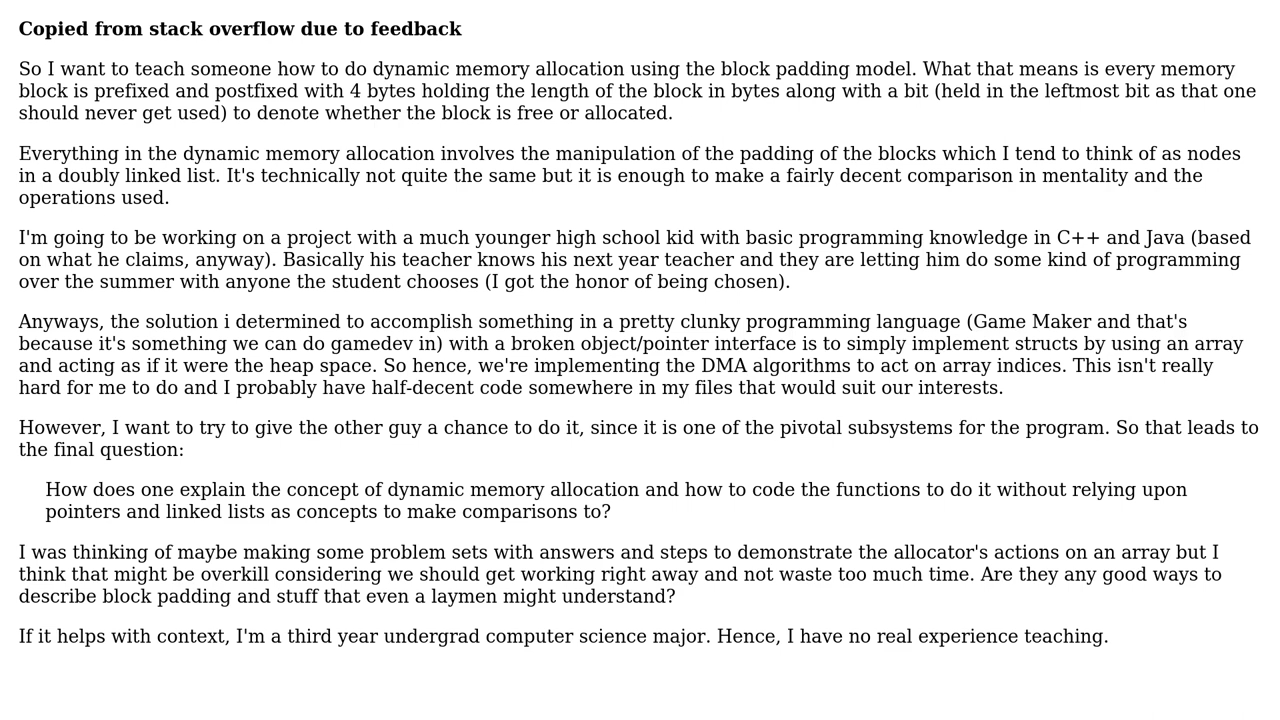 Copied from stack overflow due to feedback
So I want to teach someone how to do dynamic memory allocation using the block padding model. What that means is every memory
block is prefixed and postfixed with 4 bytes holding the length of the block in bytes along with a bit (held in the leftmost bit as that one
should never get used) to denote whether the block is free or allocated.
Everything in the dynamic memory allocation involves the manipulation of the padding of the blocks which I tend to think of as nodes
in a doubly linked list. It's technically not quite the same but it is enough to make a fairly decent comparison in mentality and the
operations used.
I'm going to be working on a project with a much younger high school kid with basic programming knowledge in C++ and Java (based
on what he claims, anyway). Basically his teacher knows his next year teacher and they are letting him do some kind of programming
over the summer with anyone the student chooses (I got the honor of being chosen).
Anyways, the solution i determined to accomplish something in a pretty clunky programming language (Game Maker and that's
because it's something we can do gamedev in) with a broken object/pointer interface is to simply implement structs by using an array
and acting as if it were the heap space. So hence, we're implementing the DMA algorithms to act on array indices. This isn't really
hard for me to do and I probably have half-decent code somewhere in my files that would suit our interests.
However, I want to try to give the other guy a chance to do it, since it is one of the pivotal subsystems for the program. So that leads to
the final question:
How does one explain the concept of dynamic memory allocation and how to code the functions to do it without relying upon
pointers and linked lists as concepts to make comparisons to?
I was thinking of maybe making some problem sets with answers and steps to demonstrate the allocator's actions on an array but I
think that might be overkill considering we should get working right away and not waste too much time. Are they any good ways to
describe block padding and stuff that even a laymen might understand?
If it helps with context, I'm a third year undergrad computer science major. Hence, I have no real experience teaching.